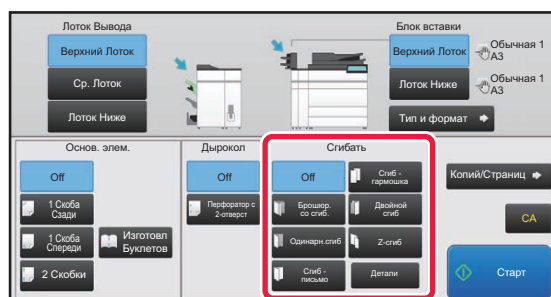 Лоток Вывода
Верхний Лоток
Ср. Лоток
Лоток Ниже
Блок вставки
Верхний Лоток
Обычная 1
A3
Лоток Ниже
Обычная 1
A3
Тип и формат
Основ. элем.
Off
1 Скоба
Сзади
1 Скоба
Спереди
Изготовл
Буклетов
2 Скобки
Дырокол
Off
Перфоратор с
2-отверст
Сгибать
Off
Сгиб -
гармошка
Брошюр.
со сгиб.
Двойной
сгиб
Одинарн.сгиб
Z-сгиб
Сгиб -
письмо
Детали
Копий/Страниц
CA
Старт